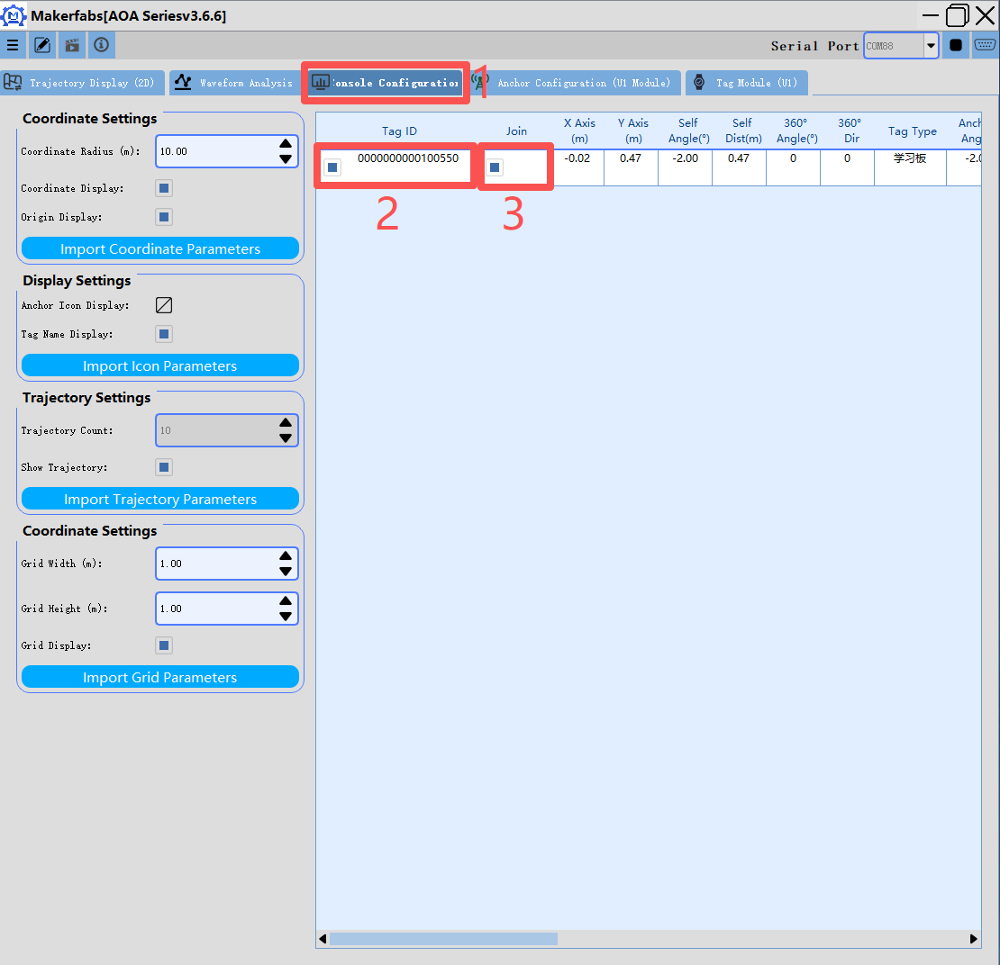 Makerfabs[AOA Seriesv3.6.6]
Serial Port COM88
Trajectory Display (2D)
Waveform Analysis
Console Configuration
1
Anchor Configuration (U1 Module)
Tag Module (U1)
Coordinate Settings
Coordinate Radius (m): 10.00
Coordinate Display:
Origin Display:
Import Coordinate Parameters
Display Settings
Anchor Icon Display:
Tag Name Display:
Import Icon Parameters
Trajectory Settings
Trajectory Count: 10
Show Trajectory:
Import Trajectory Parameters
Coordinate Settings
Grid Width (m): 1.00
Grid Height (m): 1.00
Grid Display:
Import Grid Parameters
Tag ID
Join
X Axis
(m)
Y Axis
(m)
Self
Angle(°)
Self
Dist(m)
360°
Angle(°)
360°
Dir
Tag Type
Anch
Ang
0000000000100550
-0.02
0.47
-2.00
0.47
0
0
学习板
-2.0
2
3